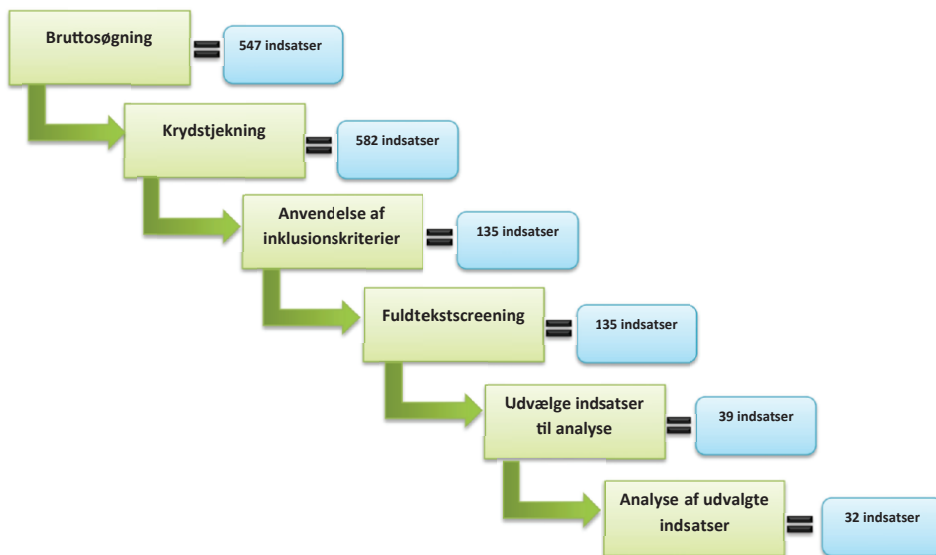 Bruttosøgning
547 indsatser
Krydstjekning
582 indsatser
Anvendelse af
inklusionskriterier
135 indsatser
Fuldtekstscreening
135 indsatser
Udvælge indsatser
til analyse
39 indsatser
Analyse af udvalgte
indsatser
32 indsatser